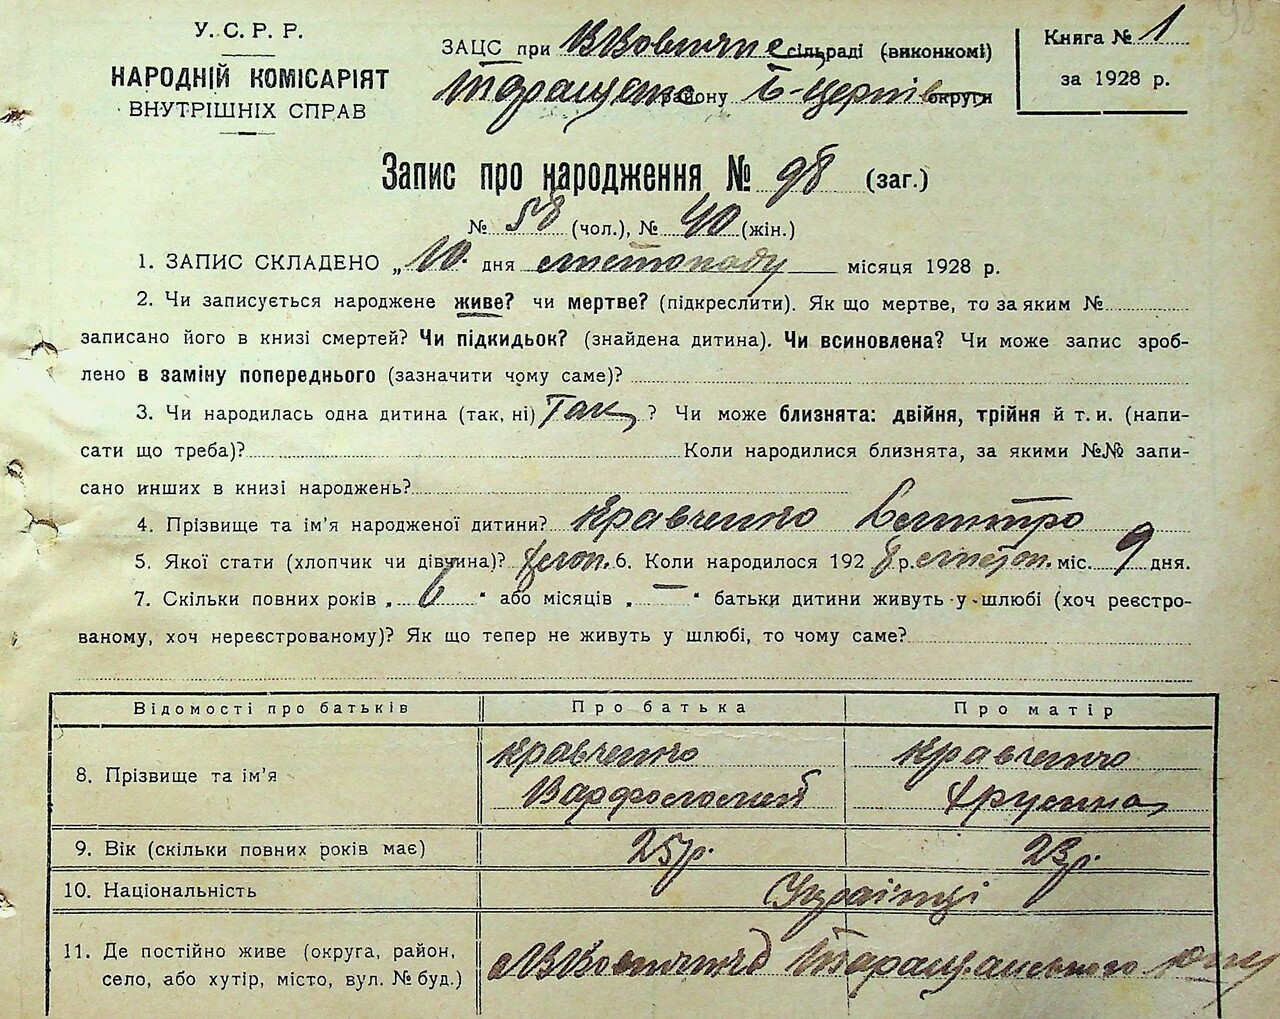 У. С. Р. Р.
НАРОДНІЙ КОМІСАРІЯТ
ВНУТРІШНІХ СПРАВ
ЗАЦС при сільраді (виконкомі)
району Б-Церків округи
Книга № 1
за 1928 р.
Запис про народження № 98 (заг.)
№ 58 (чол.), № 40 (жін.)
1. ЗАПИС СКЛАДЕНО „10 дня листопаду місяця 1928 р.
2. Чи записується народжене живе? чи мертве? (підкреслити). Як що мертве, то за яким №
записано його в книзі смертей? Чи підкидьок? (знайдена дитина). Чи всиновлена? Чи може запис зроб-
лено в заміну попереднього (зазначити чому саме)?
3. Чи народилась одна дитина (так, ні) Так ? Чи може близнята: двійня, трійня й т. и. (напи-
сати що треба)? Коли народилися близнята, за якими №№ запи-
сано инших в книзі народжень?
4. Прізвище та ім'я народженої дитини? Кравченко
5. Якої стати (хлопчик чи дівчина)? 6. Коли народилося 1928 р. листоп. міс. 9 дня.
7. Скільки повних років „ 6 " або місяців „ — " батьки дитини живуть у шлюбі (хоч реєстро-
ваному, хоч нереєстрованому)? Як що тепер не живуть у шлюбі, то чому саме?
Відомості про батьків Про батька Про матір
8. Прізвище та ім'я Кравченко Варфоломій Кравченко
9. Вік (скільки повних років має) 25 р. 23 р.
10. Національність Українці
11. Де постійно живе (округа, район,
село, або хутір, місто, вул. № буд.) Таращанського